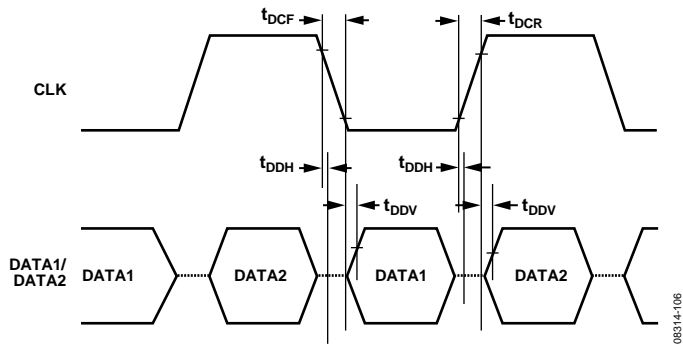 tDCF
tDCR
CLK
tDDH
tDDH
tDDV
tDDV
DATA1/
DATA2
DATA1
DATA2
DATA1
DATA2
08314-106